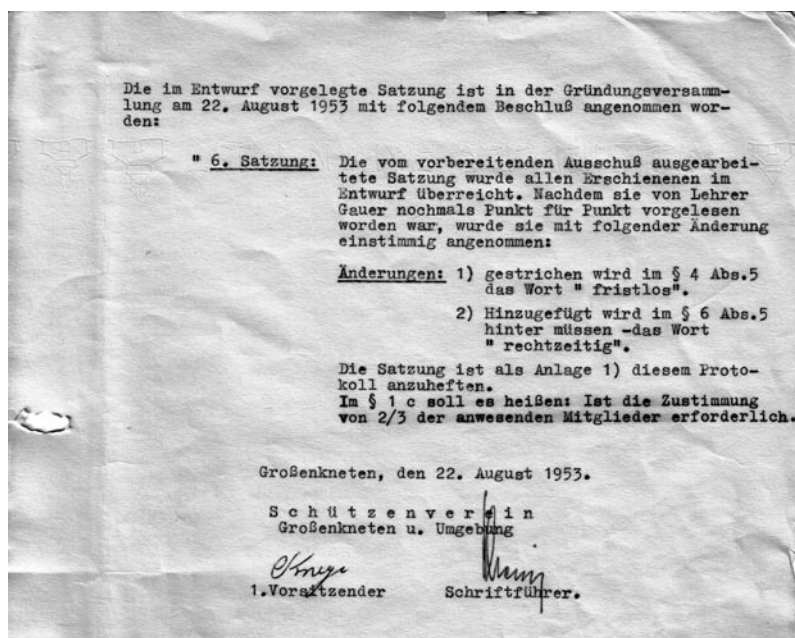 Die im Entwurf vorgelegte Satzung ist in der Gründungsversamm-
lung am 22. August 1953 mit folgendem Beschluß angenommen wor-
den:
" 6. Satzung: Die vom vorbereitenden Ausschuß ausgearbei-
tete Satzung wurde allen Erschienenen im
Entwurf überreicht. Nachdem sie von Lehrer
Gauer nochmals Punkt für Punkt vorgelesen
worden war, wurde sie mit folgender Änderung
einstimmig angenommen:
Änderungen: 1) gestrichen wird im § 4 Abs.5
das Wort " fristlos".
2) Hinzugefügt wird im § 6 Abs.5
hinter müssen -das Wort
" rechtzeitig".
Die Satzung ist als Anlage 1) diesem Proto-
koll anzuheften.
Im § 1 c soll es heißen: Ist die Zustimmung
von 2/3 der anwesenden Mitglieder erforderlich.
Großenkneten, den 22. August 1953.
S c h ü t z e n v e r e i n
Großenkneten u. Umgebung
1.Vorsitzender Schriftführer.